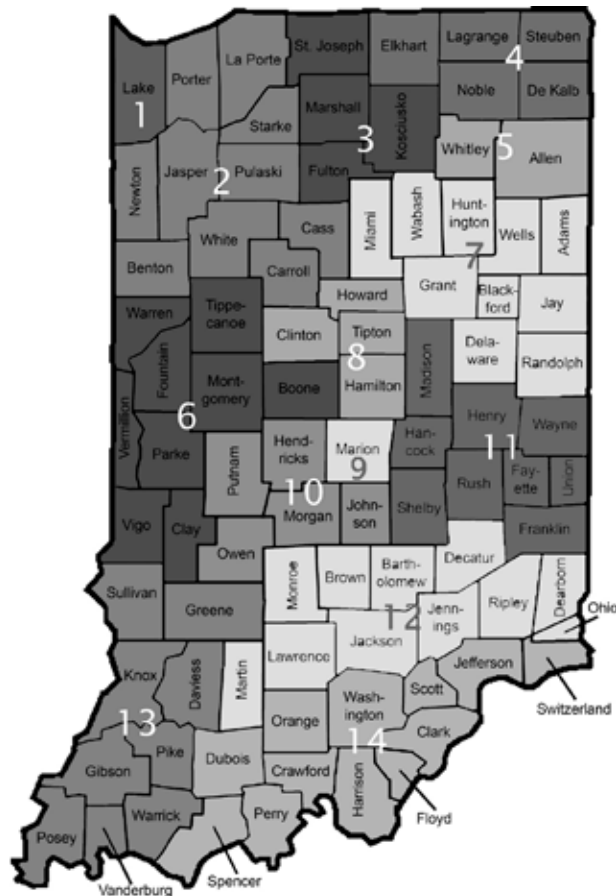 St. Joseph
Elkhart
Lagrange
Steuben
La Porte
4
Lake
Porter
1
Noble
De Kalb
Marshall
Kosciusko
Starke
3
Whitley
5
Allen
Newton
Jasper
2
Pulaski
Fulton
Miami
Wabash
Hunt-
ington
Wells
Adams
White
Cass
7
Benton
Carroll
Grant
Black-
ford
Jay
Howard
Warren
Tippe-
canoe
Clinton
Tipton
8
Madison
Dela-
ware
Randolph
Fountain
Mont-
gomery
Boone
Hamilton
Vermillion
6
Henry
Wayne
Parke
Putnam
Hend-
ricks
Marion
9
Han-
cock
11
Rush
Fay-
ette
Union
10
Morgan
John-
son
Shelby
Vigo
Clay
Owen
Franklin
Monroe
Brown
Barth-
olomew
Decatur
Dearborn
Sullivan
Greene
12
Jenn-
ings
Ripley
Ohio
Jackson
Lawrence
Knox
Daviess
Martin
Jefferson
Scott
Switzerland
Wash-
ington
Orange
13
14
Clark
Pike
Dubois
Gibson
Crawford
Harrison
Floyd
Posey
Warrick
Perry
Vanderburg
Spencer